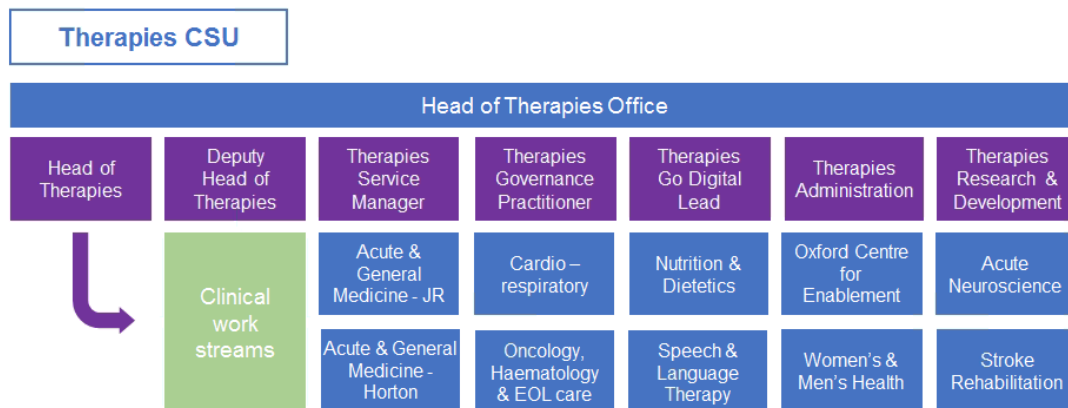 Therapies CSU
Head of Therapies Office
Head of
Therapies
Deputy
Head of
Therapies
Therapies
Service
Manager
Therapies
Governance
Practitioner
Therapies
Go Digital
Lead
Therapies
Administration
Therapies
Research &
Development
Clinical
work
streams
Acute &
General
Medicine - JR
Cardio –
respiratory
Nutrition &
Dietetics
Oxford Centre
for
Enablement
Acute
Neuroscience
Acute & General
Medicine -
Horton
Oncology,
Haematology
& EOL care
Speech &
Language
Therapy
Women's &
Men's Health
Stroke
Rehabilitation